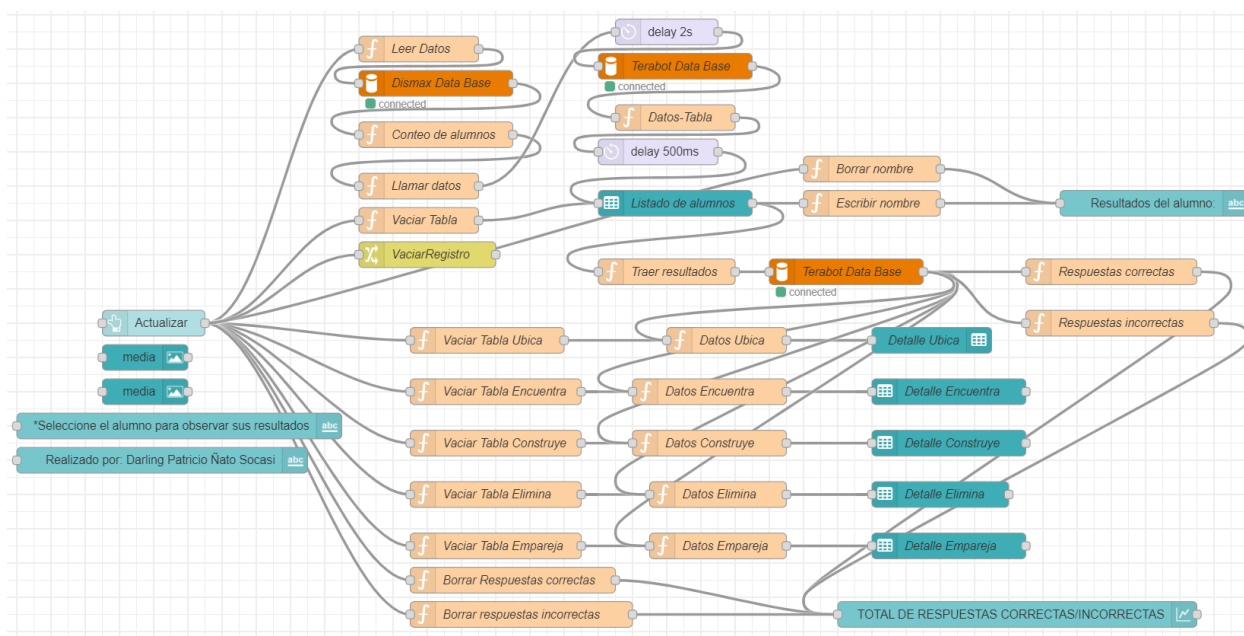 delay 2s
Leer Datos
Terabot Data Base
connected
Dismax Data Base
connected
Datos-Tabla
Conteo de alumnos
delay 500ms
Borrar nombre
Llamar datos
Listado de alumnos
Escribir nombre
Resultados del alumno:
abc
Vaciar Tabla
VaciarRegistro
Traer resultados
Terabot Data Base
connected
Respuestas correctas
Actualizar
Respuestas incorrectas
Vaciar Tabla Ubica
Datos Ubica
Detalle Ubica
media
media
Vaciar Tabla Encuentra
Datos Encuentra
Detalle Encuentra
*Seleccione el alumno para observar sus resultados
abc
Vaciar Tabla Construye
Datos Construye
Detalle Construye
Realizado por: Darling Patricio Ñato Socasi
abc
Vaciar Tabla Elimina
Datos Elimina
Detalle Elimina
Vaciar Tabla Empareja
Datos Empareja
Detalle Empareja
Borrar Respuestas correctas
Borrar respuestas incorrectas
TOTAL DE RESPUESTAS CORRECTAS/INCORRECTAS